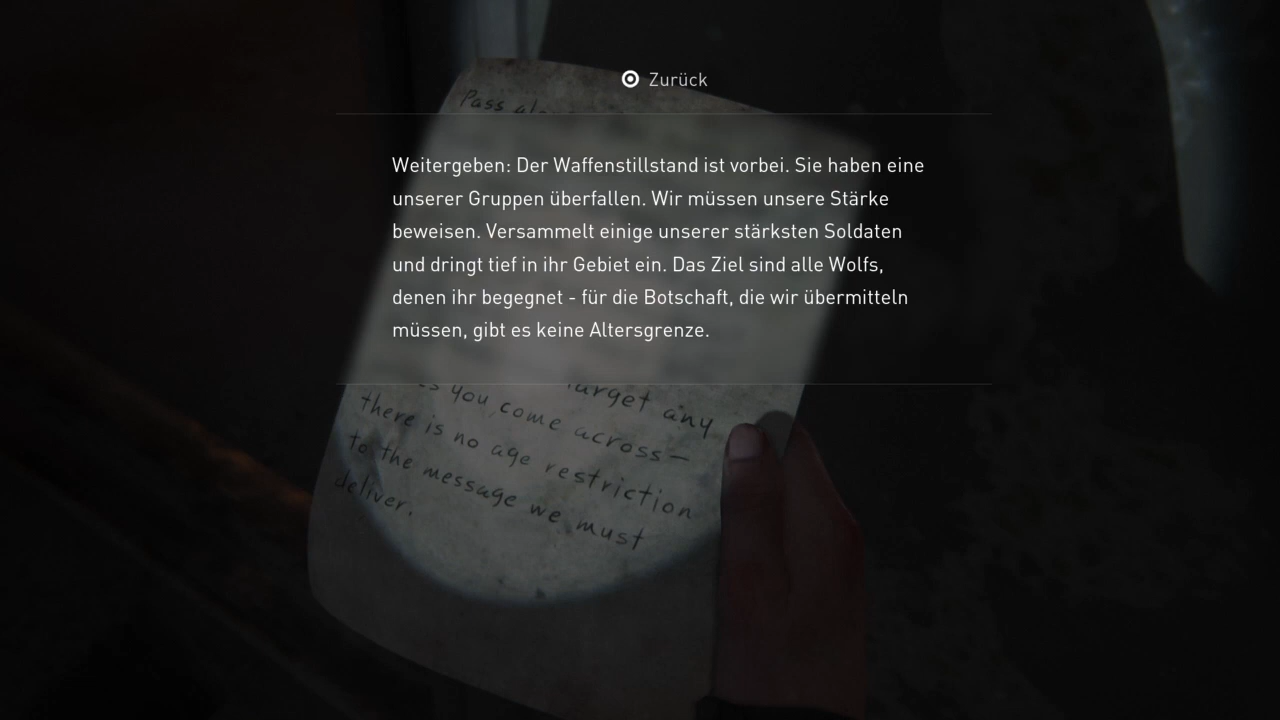 Zurück
Pass
Weitergeben: Der Waffenstillstand ist vorbei. Sie haben eine
unserer Gruppen überfallen. Wir müssen unsere Stärke
beweisen. Versammelt einige unserer stärksten Soldaten
und dringt tief in ihr Gebiet ein. Das Ziel sind alle Wolfs,
denen ihr begegnet - für die Botschaft, die wir übermitteln
müssen, gibt es keine Altersgrenze.
Target any
you come across—
there is no age restriction
to the message we must
deliver.